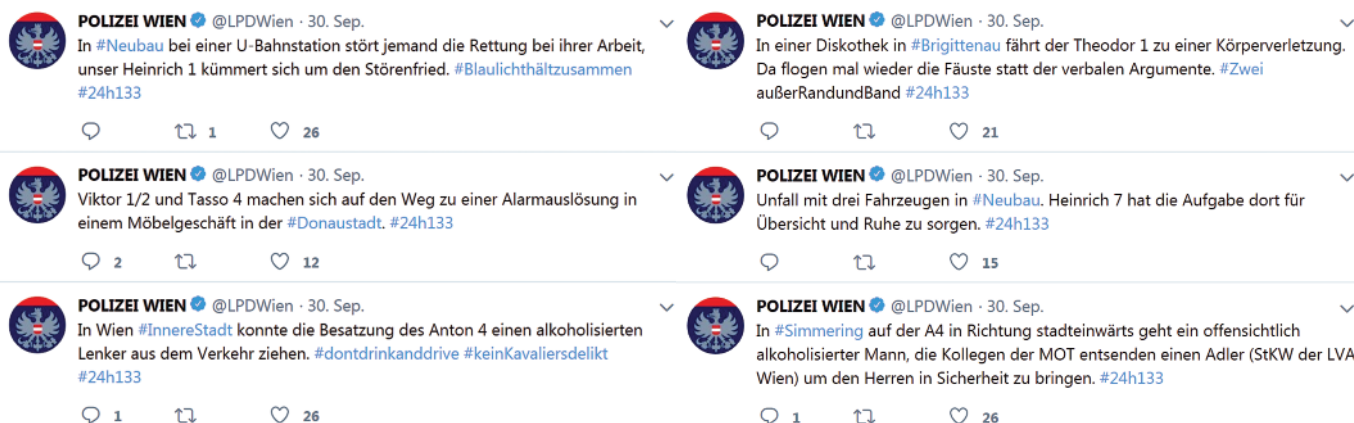 POLIZEI WIEN @LPDWien · 30. Sep.
In #Neubau bei einer U-Bahnstation stört jemand die Rettung bei ihrer Arbeit,
unser Heinrich 1 kümmert sich um den Störenfried. #Blaulichthältzusammen
#24h133
1 26
POLIZEI WIEN @LPDWien · 30. Sep.
Viktor 1/2 und Tasso 4 machen sich auf den Weg zu einer Alarmauslösung in
einem Möbelgeschäft in der #Donaustadt. #24h133
2 12
POLIZEI WIEN @LPDWien · 30. Sep.
In Wien #InnereStadt konnte die Besatzung des Anton 4 einen alkoholisierten
Lenker aus dem Verkehr ziehen. #dontdrinkanddrive #keinKavaliersdelikt
#24h133
1 26
POLIZEI WIEN @LPDWien · 30. Sep.
In einer Diskothek in #Brigittenau fährt der Theodor 1 zu einer Körperverletzung.
Da flogen mal wieder die Fäuste statt der verbalen Argumente. #Zwei
außerRandundBand #24h133
21
POLIZEI WIEN @LPDWien · 30. Sep.
Unfall mit drei Fahrzeugen in #Neubau. Heinrich 7 hat die Aufgabe dort für
Übersicht und Ruhe zu sorgen. #24h133
15
POLIZEI WIEN @LPDWien · 30. Sep.
In #Simmering auf der A4 in Richtung stadteinwärts geht ein offensichtlich
alkoholisierter Mann, die Kollegen der MOT entsenden einen Adler (StKW der LVA
Wien) um den Herren in Sicherheit zu bringen. #24h133
1 26